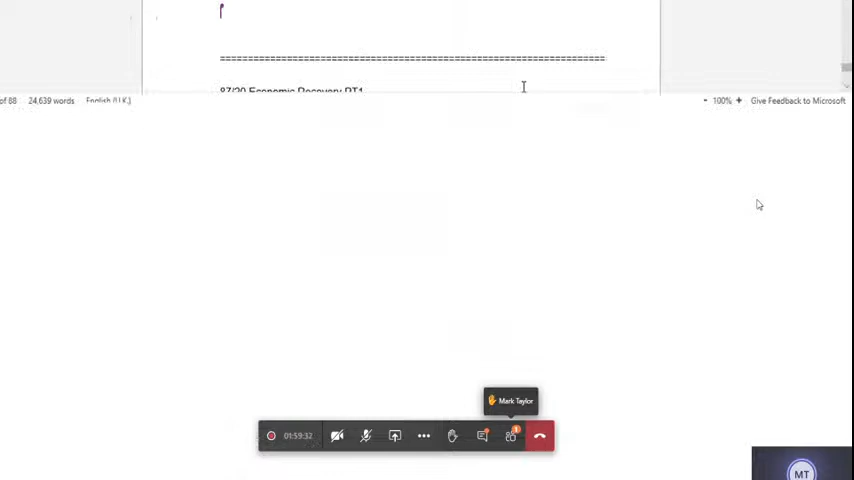 ============================================================
87/20 Economic Recovery PT1
of 88 24,639 words English (U.K.) - 100% + Give Feedback to Microsoft
Mark Taylor
1
01:59:32
MT